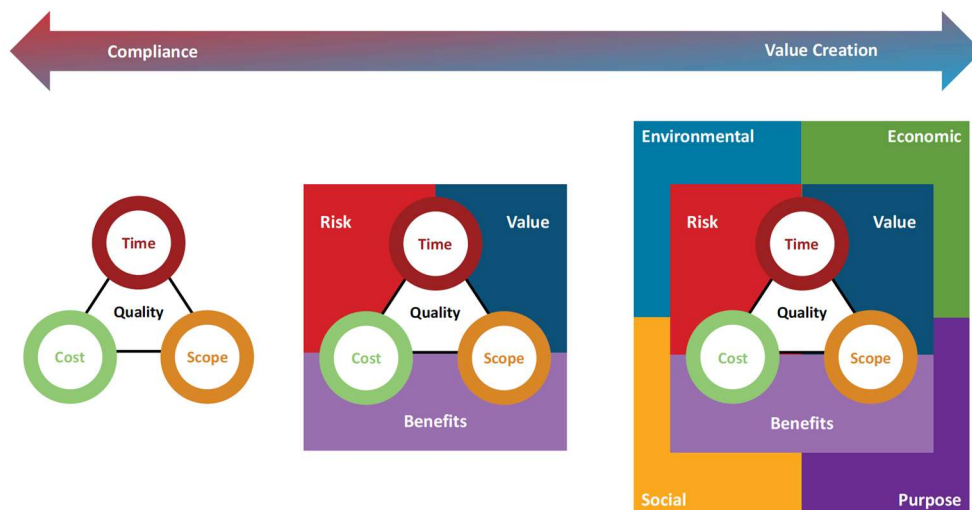 Compliance
Value Creation
Time
Quality
Cost
Scope
Risk
Value
Time
Quality
Cost
Scope
Benefits
Environmental
Economic
Risk
Value
Time
Quality
Cost
Scope
Benefits
Social
Purpose